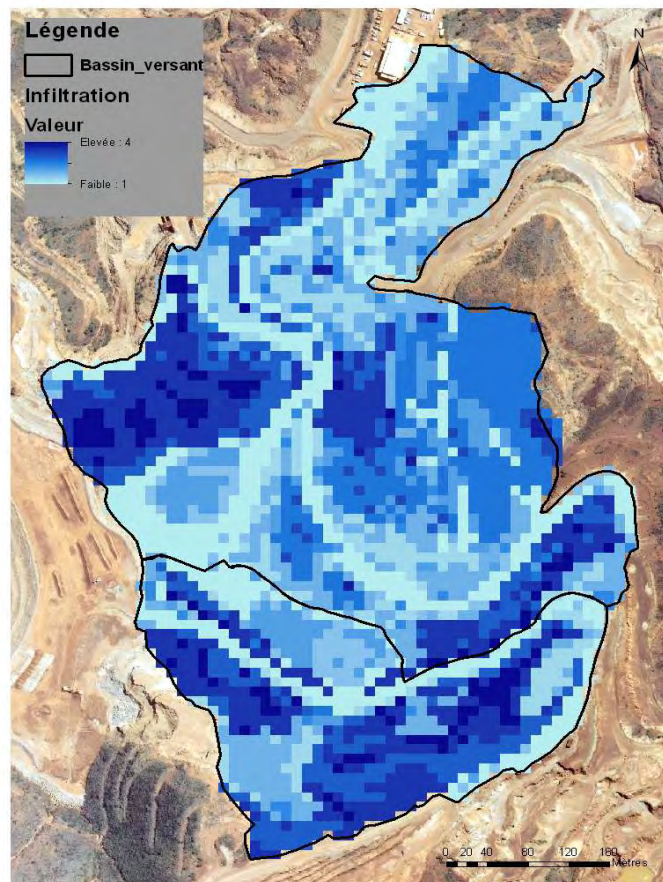 Légende
Bassin_versant
Infiltration
Valeur
Elevée : 4
Faible : 1
N
0 20 40 80 120 160
Mètres